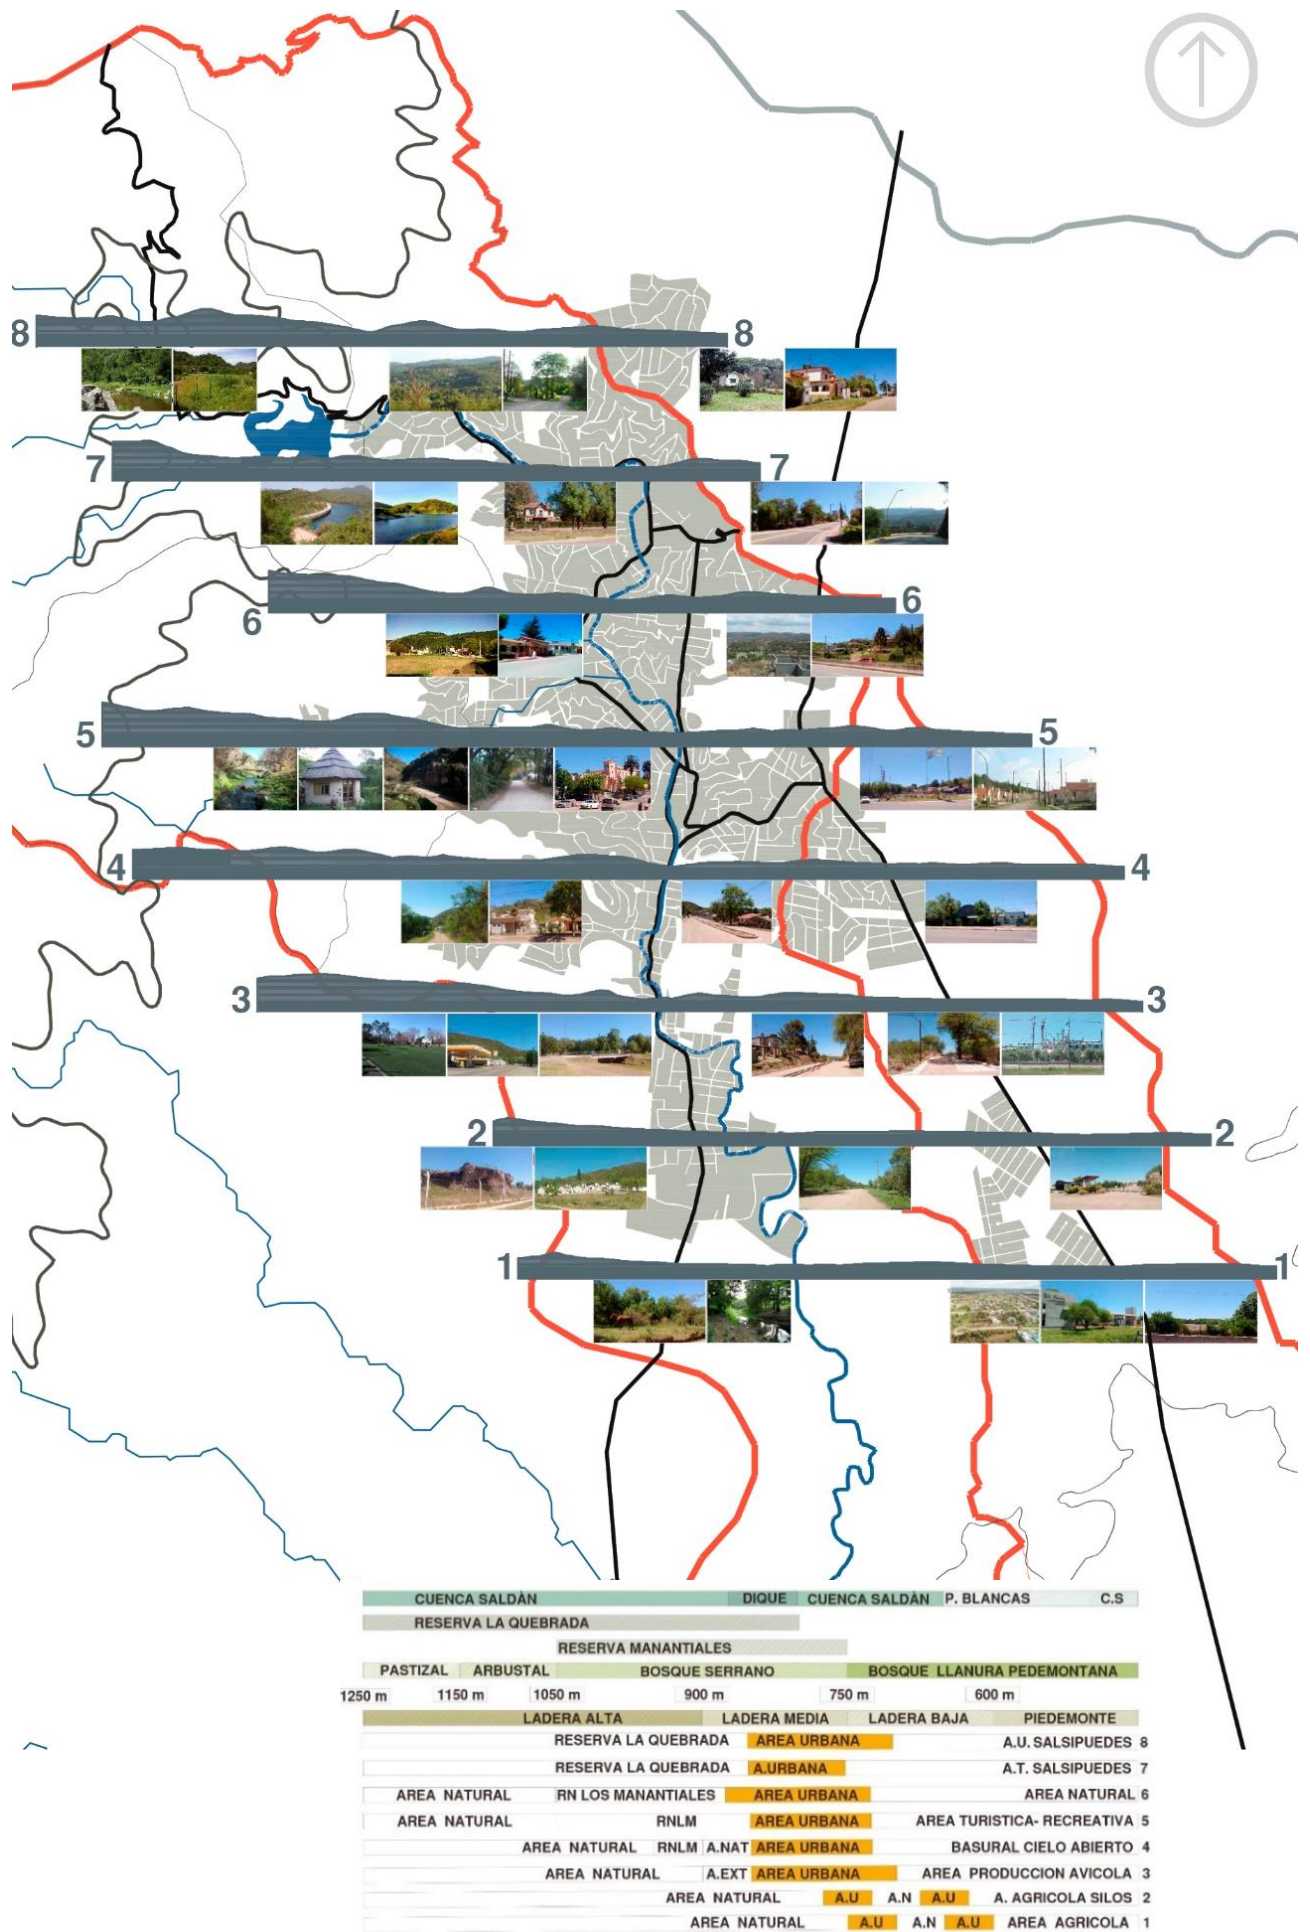 8 8
7 7
6 6
5 5
4 4
3 3
2 2
1 1
CUENCA SALDÀN DIQUE CUENCA SALDÀN P. BLANCAS C.S
RESERVA LA QUEBRADA
RESERVA MANANTIALES
PASTIZAL ARBUSTAL BOSQUE SERRANO BOSQUE LLANURA PEDEMONTANA
1250 m 1150 m 1050 m 900 m 750 m 600 m
LADERA ALTA LADERA MEDIA LADERA BAJA PIEDEMONTE
RESERVA LA QUEBRADA AREA URBANA A.U. SALSIPUEDES 8
RESERVA LA QUEBRADA A.URBANA A.T. SALSIPUEDES 7
AREA NATURAL RN LOS MANANTIALES AREA URBANA AREA NATURAL 6
AREA NATURAL RNLM AREA URBANA AREA TURISTICA- RECREATIVA 5
AREA NATURAL RNLM A.NAT AREA URBANA BASURAL CIELO ABIERTO 4
AREA NATURAL A.EXT AREA URBANA AREA PRODUCCION AVICOLA 3
AREA NATURAL A.U A.N A.U A. AGRICOLA SILOS 2
AREA NATURAL A.U A.N A.U AREA AGRICOLA 1